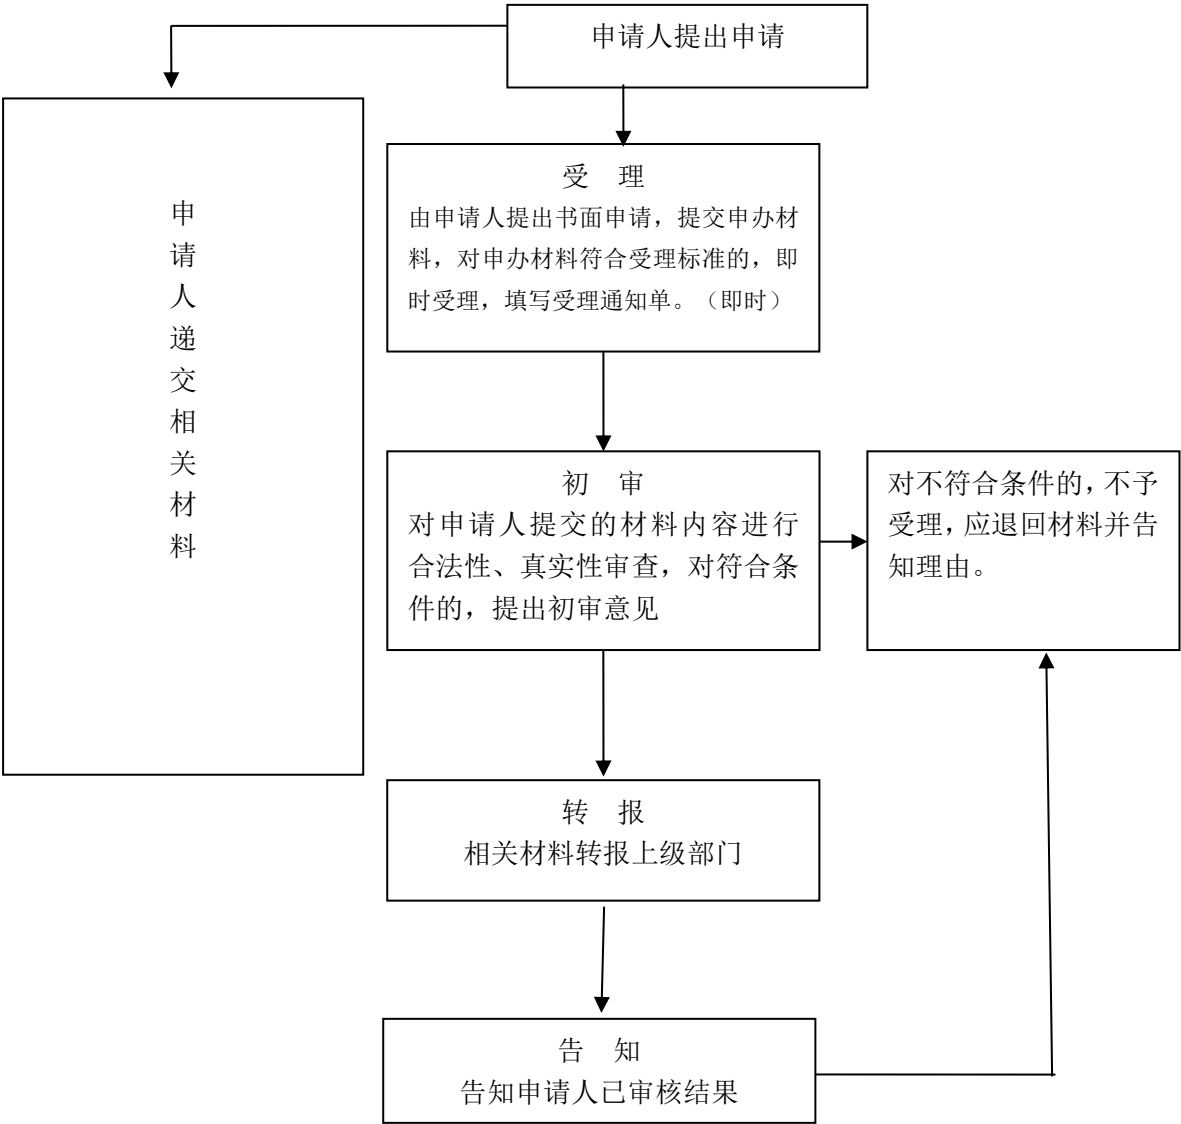 申请人提出申请
申
请
人
递
交
相
关
材
料
受 理
由申请人提出书面申请，提交申办材
料，对申办材料符合受理标准的，即
时受理，填写受理通知单。（即时）
初 审
对申请人提交的材料内容进行
合法性、真实性审查，对符合条
件的，提出初审意见
对不符合条件的，不予
受理，应退回材料并告
知理由。
转 报
相关材料转报上级部门
告 知
告知申请人已审核结果